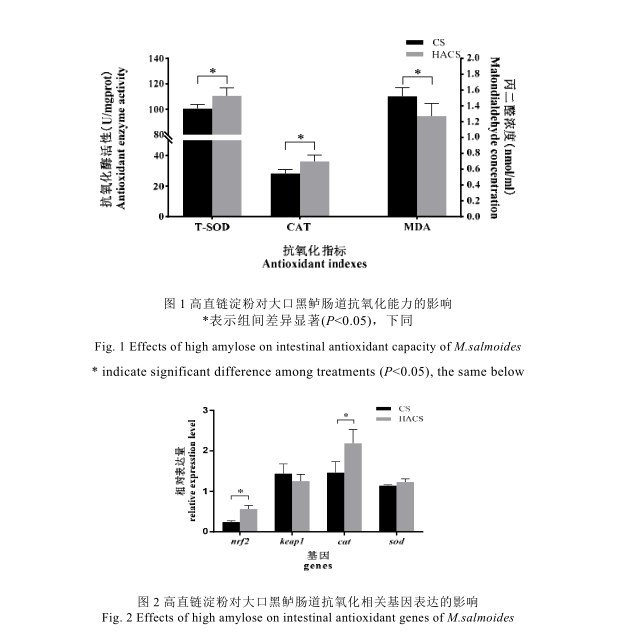 CS
HACS
抗氧化酶活性(U/mgprot)
Antioxidant enzyme activity
140
120
100
80
40
20
0
2.0
1.8
1.6
1.4
1.2
1.0
0.8
0.6
0.4
0.2
0.0
丙二醛浓度(nmol/ml)
Malondialdehyde concentration
*
*
*
T-SOD CAT MDA
抗氧化指标
Antioxidant indexes
图 1 高直链淀粉对大口黑鲈肠道抗氧化能力的影响
*表示组间差异显著(P<0.05)，下同
Fig. 1 Effects of high amylose on intestinal antioxidant capacity of M.salmoides
* indicate significant difference among treatments (P<0.05), the same below
CS
HACS
相对表达量
relative expresstion level
3
2
1
0
*
*
nrf2 keap1 cat sod
基因
genes
图 2 高直链淀粉对大口黑鲈肠道抗氧化相关基因表达的影响
Fig. 2 Effects of high amylose on intestinal antioxidant genes of M.salmoides